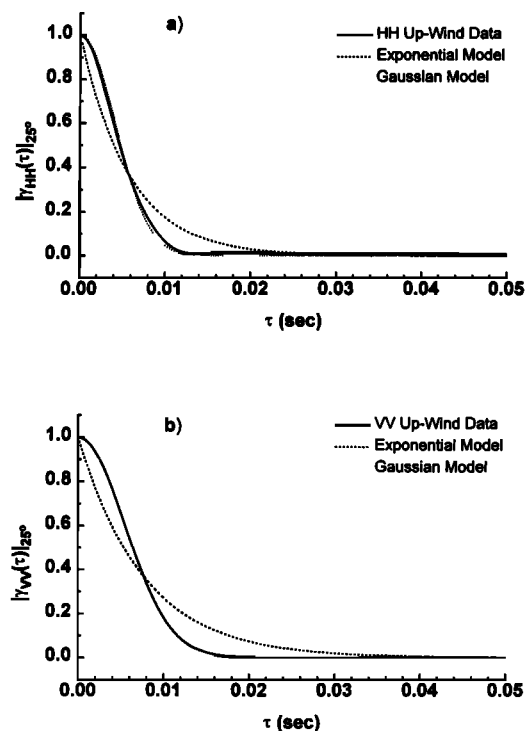 a)
HH Up-Wind Data
Exponential Model
Gaussian Model
|γHH(τ)|25º
1.0
0.8
0.6
0.4
0.2
0.0
0.00 0.01 0.02 0.03 0.04 0.05
τ (sec)
b)
VV Up-Wind Data
Exponential Model
Gaussian Model
|γVV(τ)|25º
1.0
0.8
0.6
0.4
0.2
0.0
0.00 0.01 0.02 0.03 0.04 0.05
τ (sec)